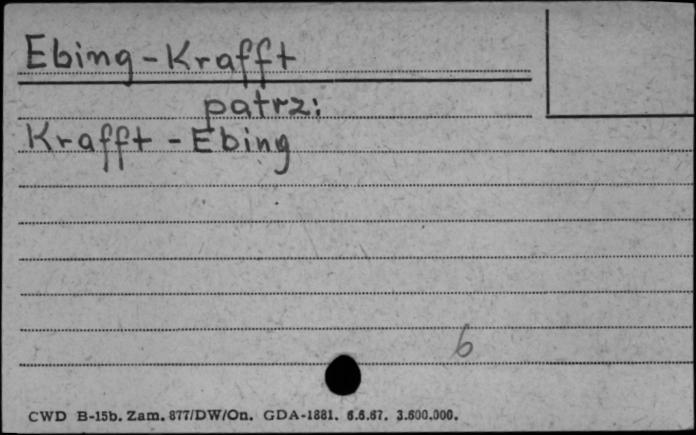 Ebing-Krafft
patrz:
Krafft-Ebing
6
CWD B-15b. Zam. 877/DW/On. GDA-1881. 6.6.67. 3.600.000.